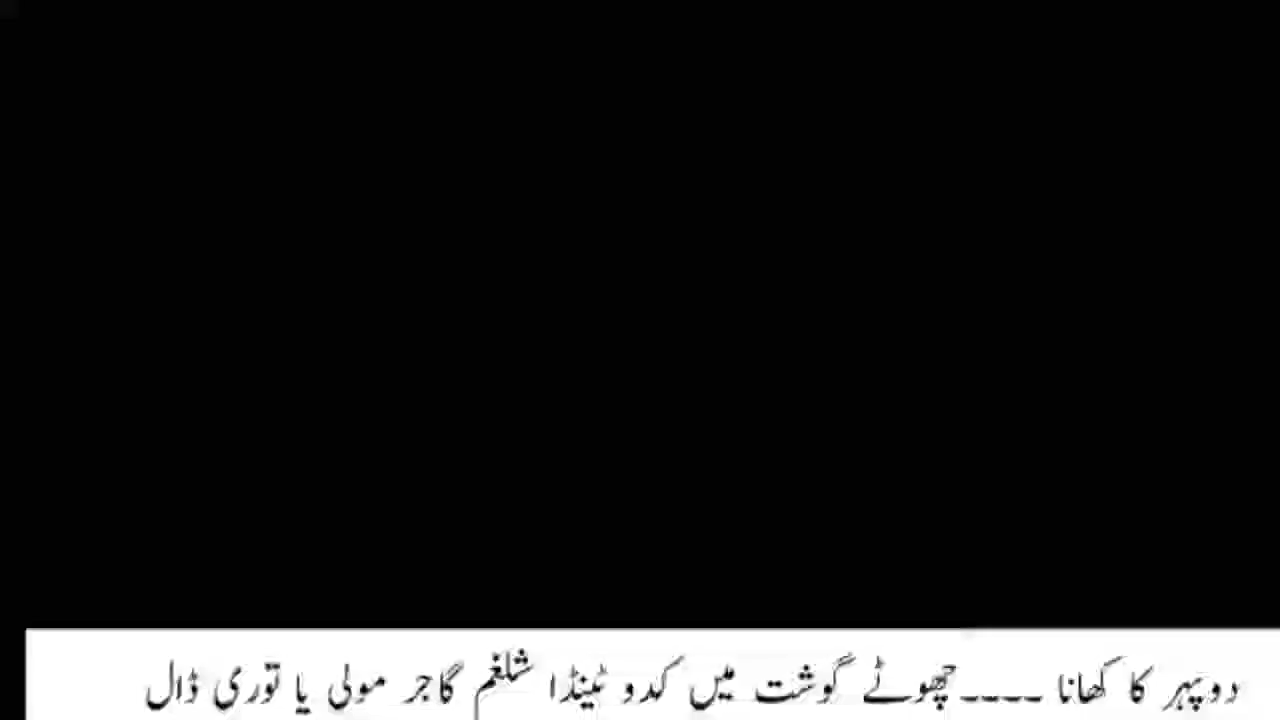 دوپہر کا کھانا ۔۔۔۔چھوٹے گوشت میں کدو ٹینڈا شلغم گاجر مولی یا توری ڈال